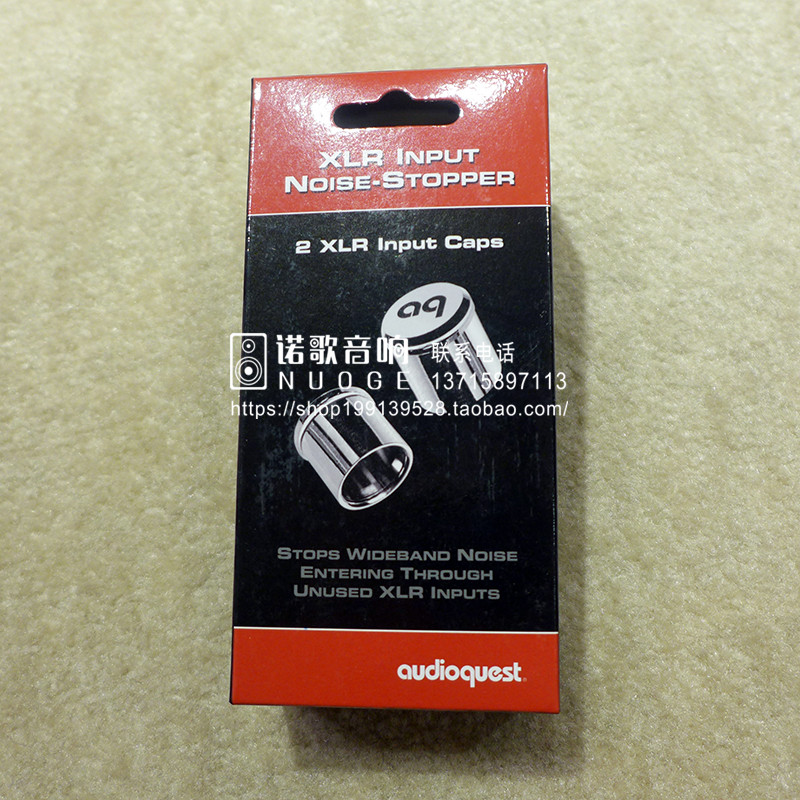 XLR INPUT
NOISE-STOPPER
2 XLR Input Caps
aq
诺歌音响 联系电话
NUOGE 13715897113
https://shop199139528.taobao.com/
STOPS WIDEBAND NOISE
ENTERING THROUGH
UNUSED XLR INPUTS
audioquest®